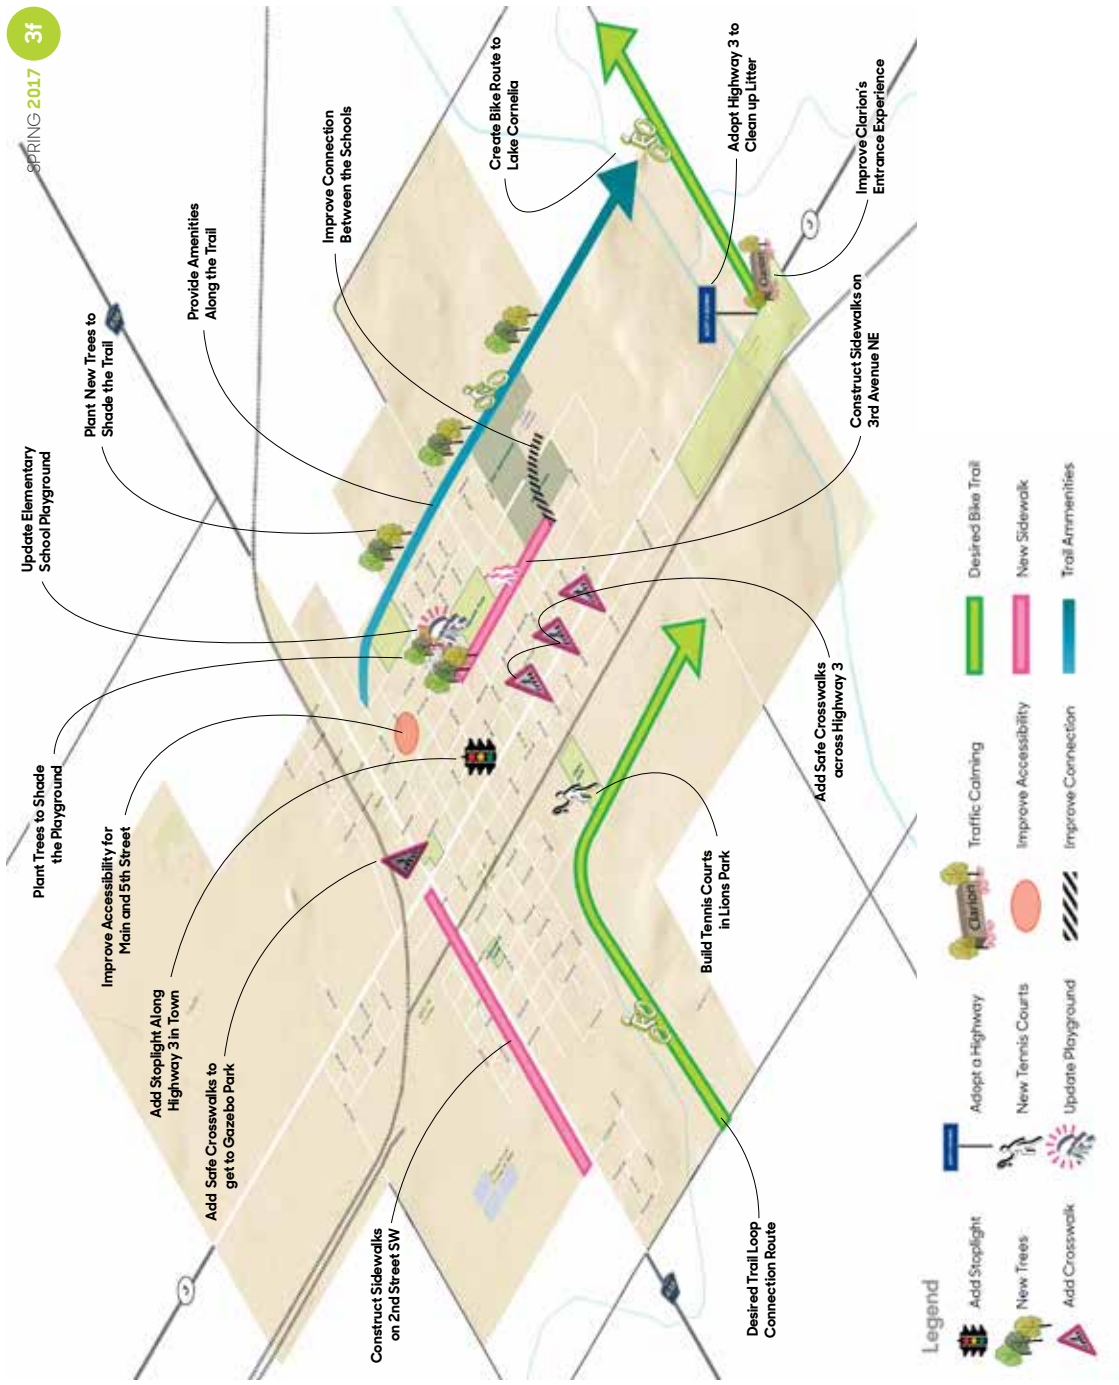 SPRING 2017
3f
Update Elementary
School Playground
Plant New Trees to
Shade the Trail
Provide Amenities
Along the Trail
Improve Connection
Between the Schools
Create Bike Route to
Lake Cornelia
Adopt Highway 3 to
Clean up Litter
Improve Clarion's
Entrance Experience
Construct Sidewalks on
3rd Avenue NE
Plant Trees to Shade
the Playground
Improve Accessibility for
Main and 5th Street
Add Stoplight Along
Highway 3 in Town
Add Safe Crosswalks to
get to Gazebo Park
Construct Sidewalks
on 2nd Street SW
Desired Trail Loop
Connection Route
Build Tennis Courts
in Lions Park
Add Safe Crosswalks
across Highway 3
Clarion
Legend
Add Stoplight
New Trees
Add Crosswalk
Adopt a Highway
New Tennis Courts
Update Playground
Clarion
Traffic Calming
Improve Accessibility
Improve Connection
Desired Bike Trail
New Sidewalk
Trail Ammenities